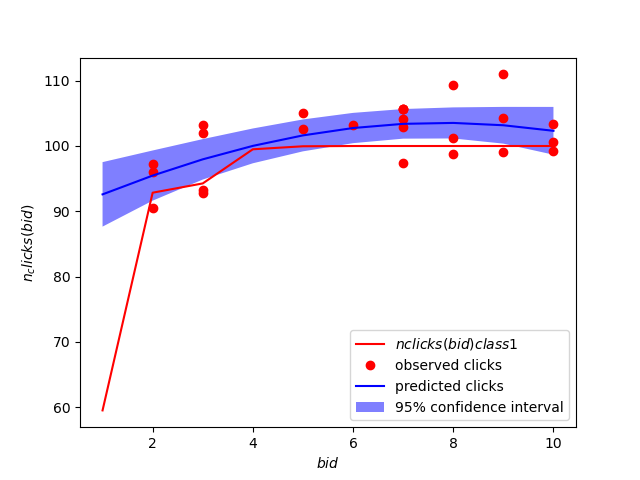 110
100
90
80
70
60
n_clicks(bid)
2
4
6
8
10
bid
nclicks(bid)class1
observed clicks
predicted clicks
95% confidence interval